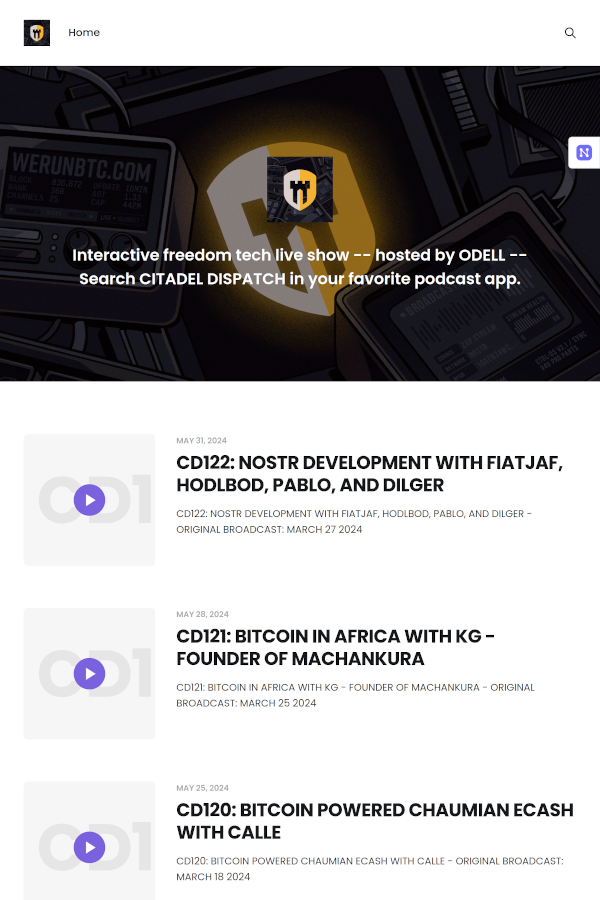 Home
WERUNBTC.COM
Interactive freedom tech live show -- hosted by ODELL --
Search CITADEL DISPATCH in your favorite podcast app.
MAY 31, 2024
CD122: NOSTR DEVELOPMENT WITH FIATJAF,
HODLBOD, PABLO, AND DILGER
CD122: NOSTR DEVELOPMENT WITH FIATJAF, HODLBOD, PABLO, AND DILGER -
ORIGINAL BROADCAST: MARCH 27 2024
MAY 28, 2024
CD121: BITCOIN IN AFRICA WITH KG -
FOUNDER OF MACHANKURA
CD121: BITCOIN IN AFRICA WITH KG - FOUNDER OF MACHANKURA - ORIGINAL
BROADCAST: MARCH 25 2024
MAY 25, 2024
CD120: BITCOIN POWERED CHAUMIAN ECASH
WITH CALLE
CD120: BITCOIN POWERED CHAUMIAN ECASH WITH CALLE - ORIGINAL BROADCAST:
MARCH 18 2024